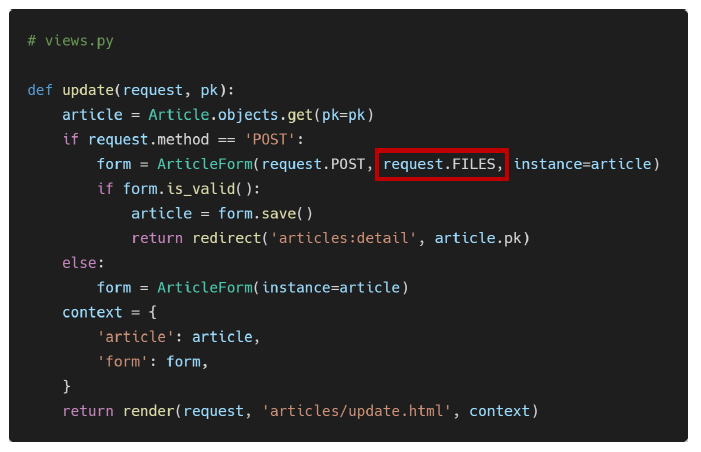 # views.py
def update(request, pk):
    article = Article.objects.get(pk=pk)
    if request.method == 'POST':
        form = ArticleForm(request.POST, request.FILES, instance=article)
        if form.is_valid():
            article = form.save()
            return redirect('articles:detail', article.pk)
    else:
        form = ArticleForm(instance=article)
    context = {
        'article': article,
        'form': form,
    }
    return render(request, 'articles/update.html', context)